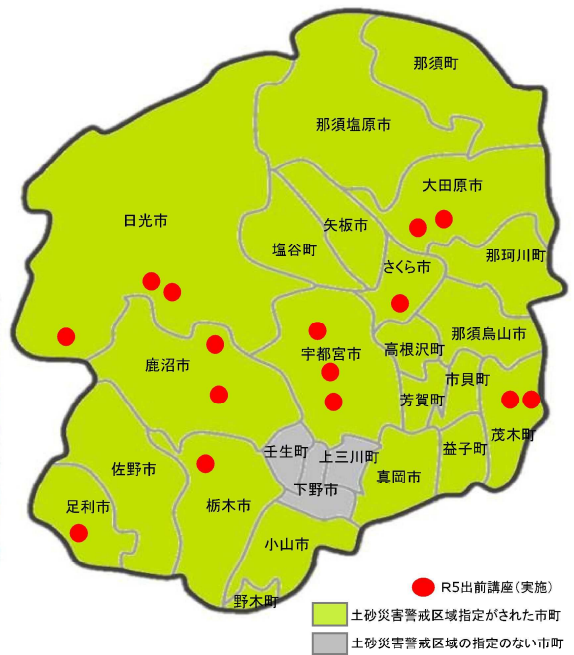 那須町
那須塩原市
大田原市
日光市
矢板市
塩谷町
那珂川町
さくら市
那須烏山市
高根沢町
宇都宮市
鹿沼市
市貝町
芳賀町
茂木町
益子町
壬生町
上三川町
佐野市
真岡市
下野市
足利市
栃木市
小山市
野木町
R5出前講座(実施)
土砂災害警戒区域指定がされた市町
土砂災害警戒区域の指定のない市町